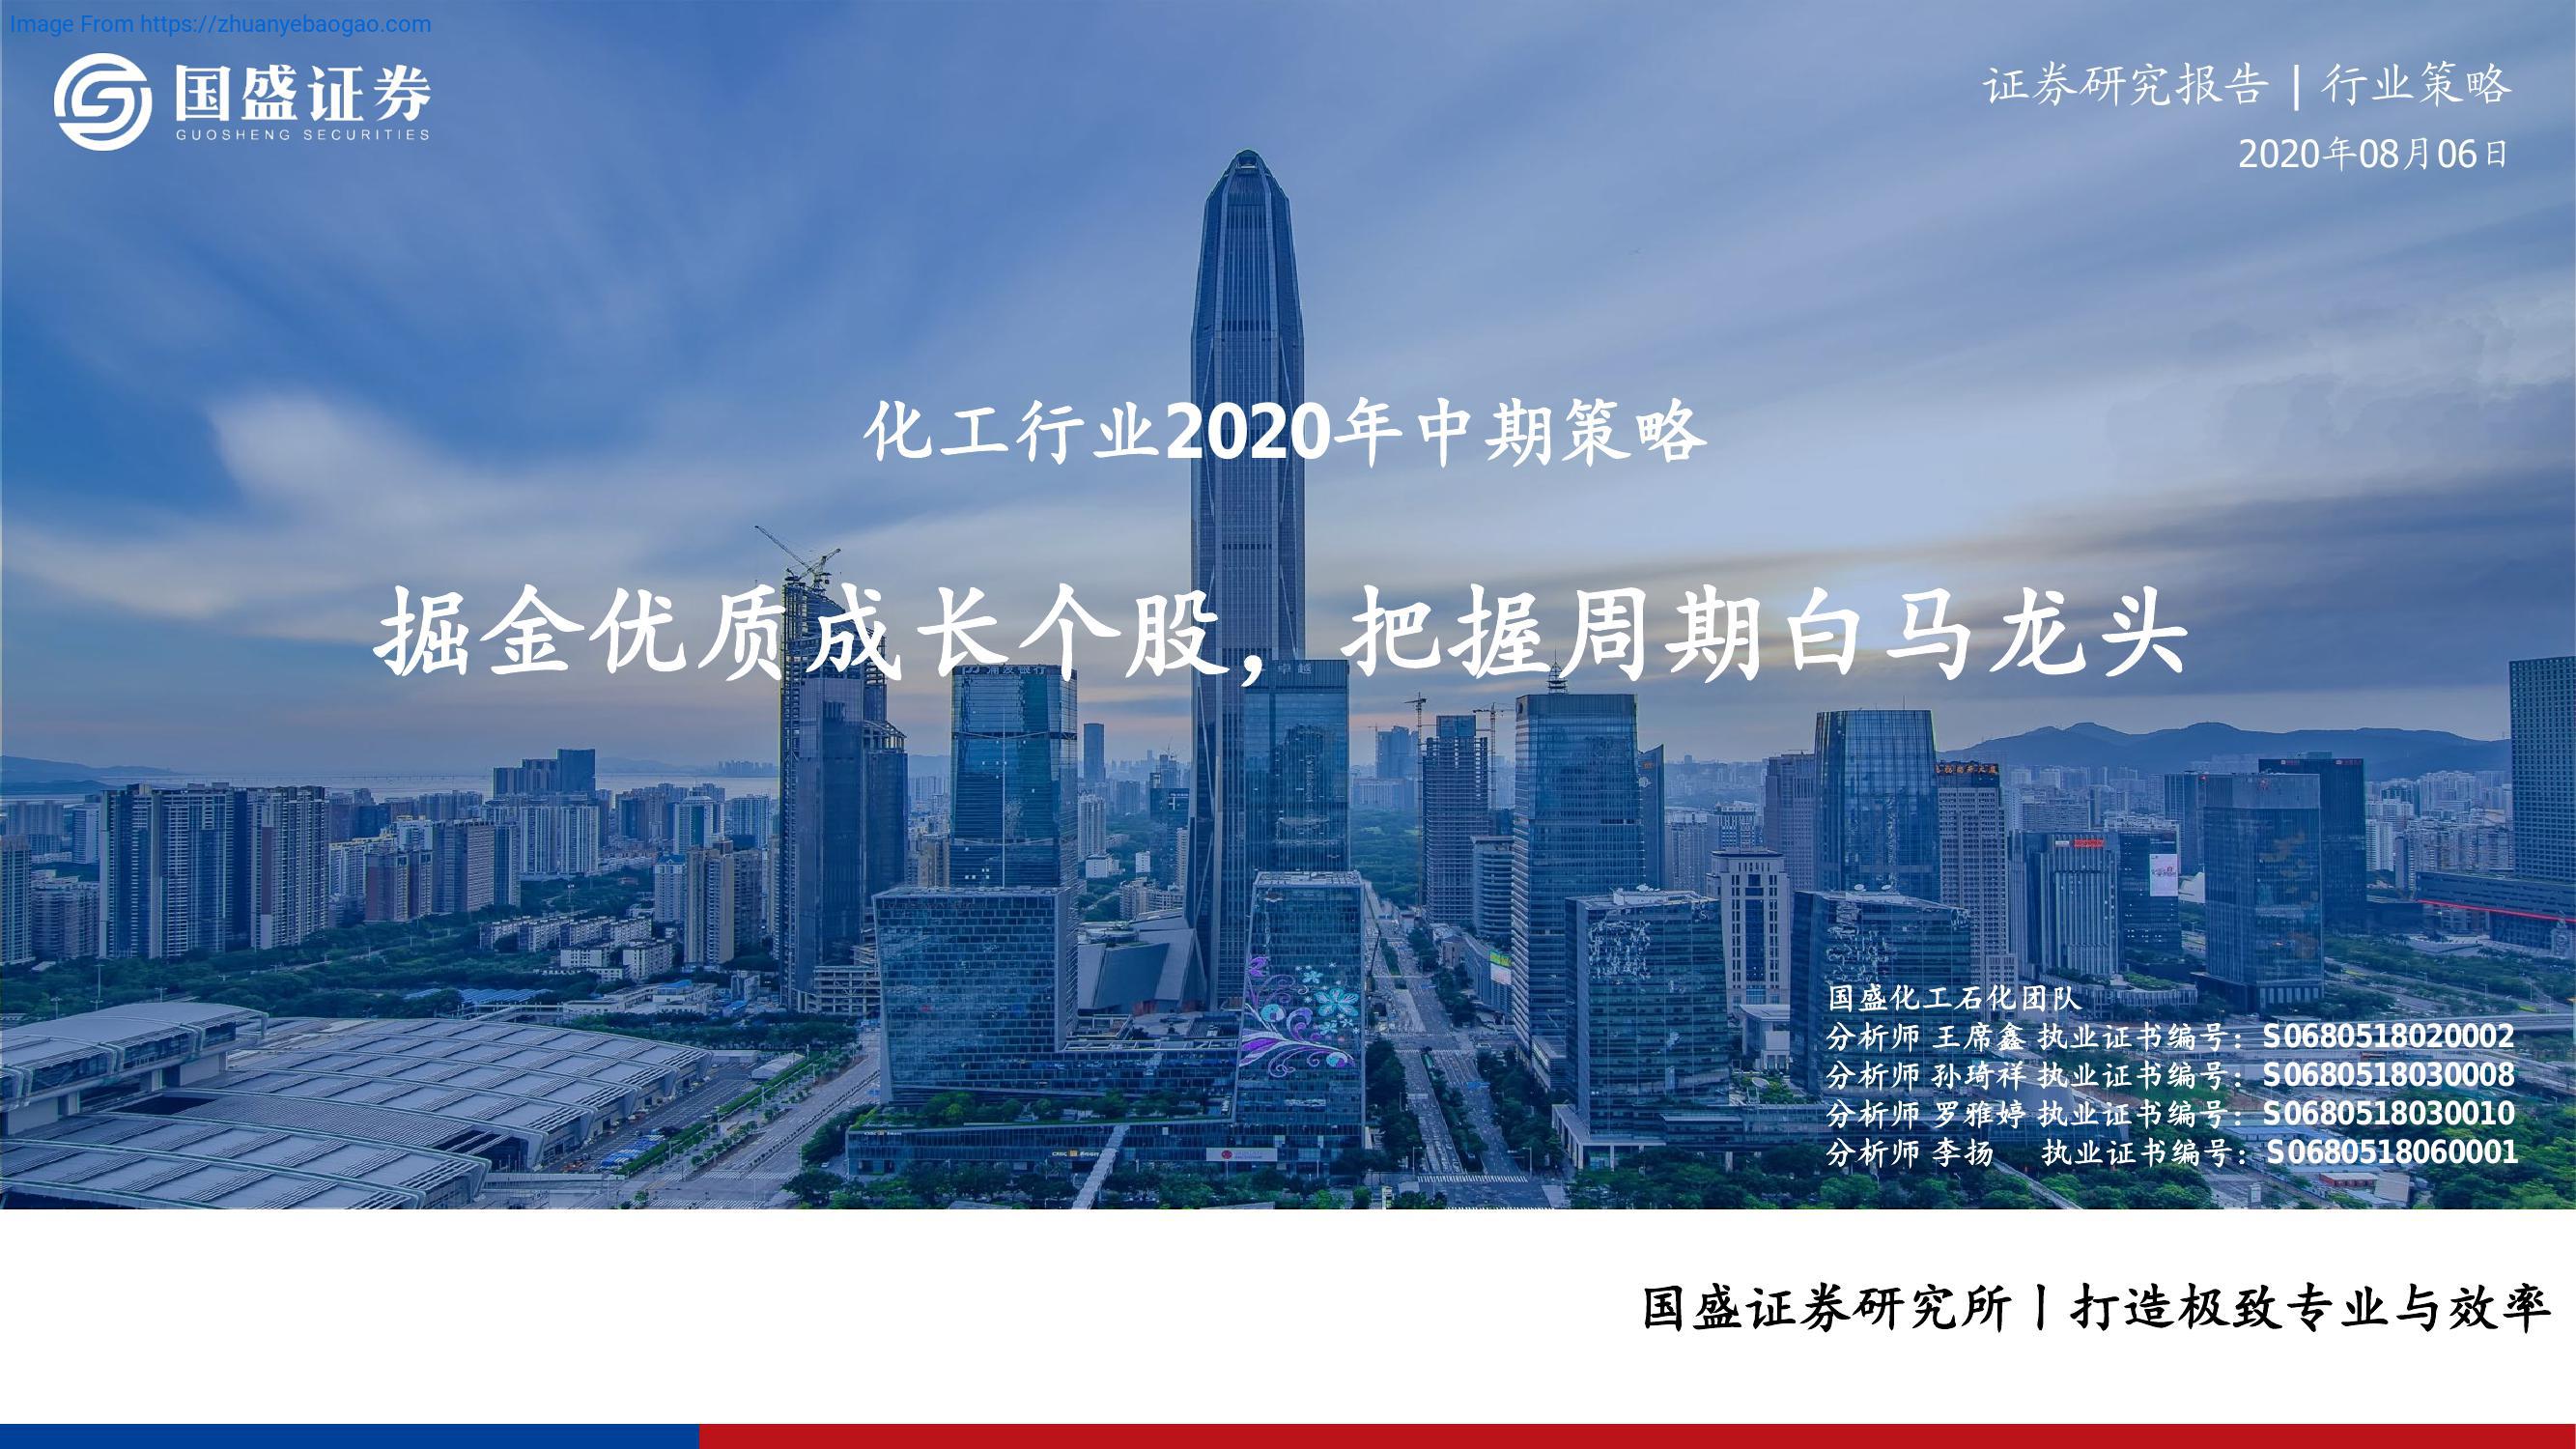 Image From https://zhuanyebaogao.com
国盛证券
GUOSHENG SECURITIES
证券研究报告 | 行业策略
2020年08月06日
化工行业2020年中期策略
掘金优质成长个股，把握周期白马龙头
卓越
国盛化工石化团队
分析师 王席鑫 执业证书编号：S0680518020002
分析师 孙琦祥 执业证书编号：S0680518030008
分析师 罗雅婷 执业证书编号：S0680518030010
分析师 李扬 执业证书编号：S0680518060001
国盛证券研究所丨打造极致专业与效率